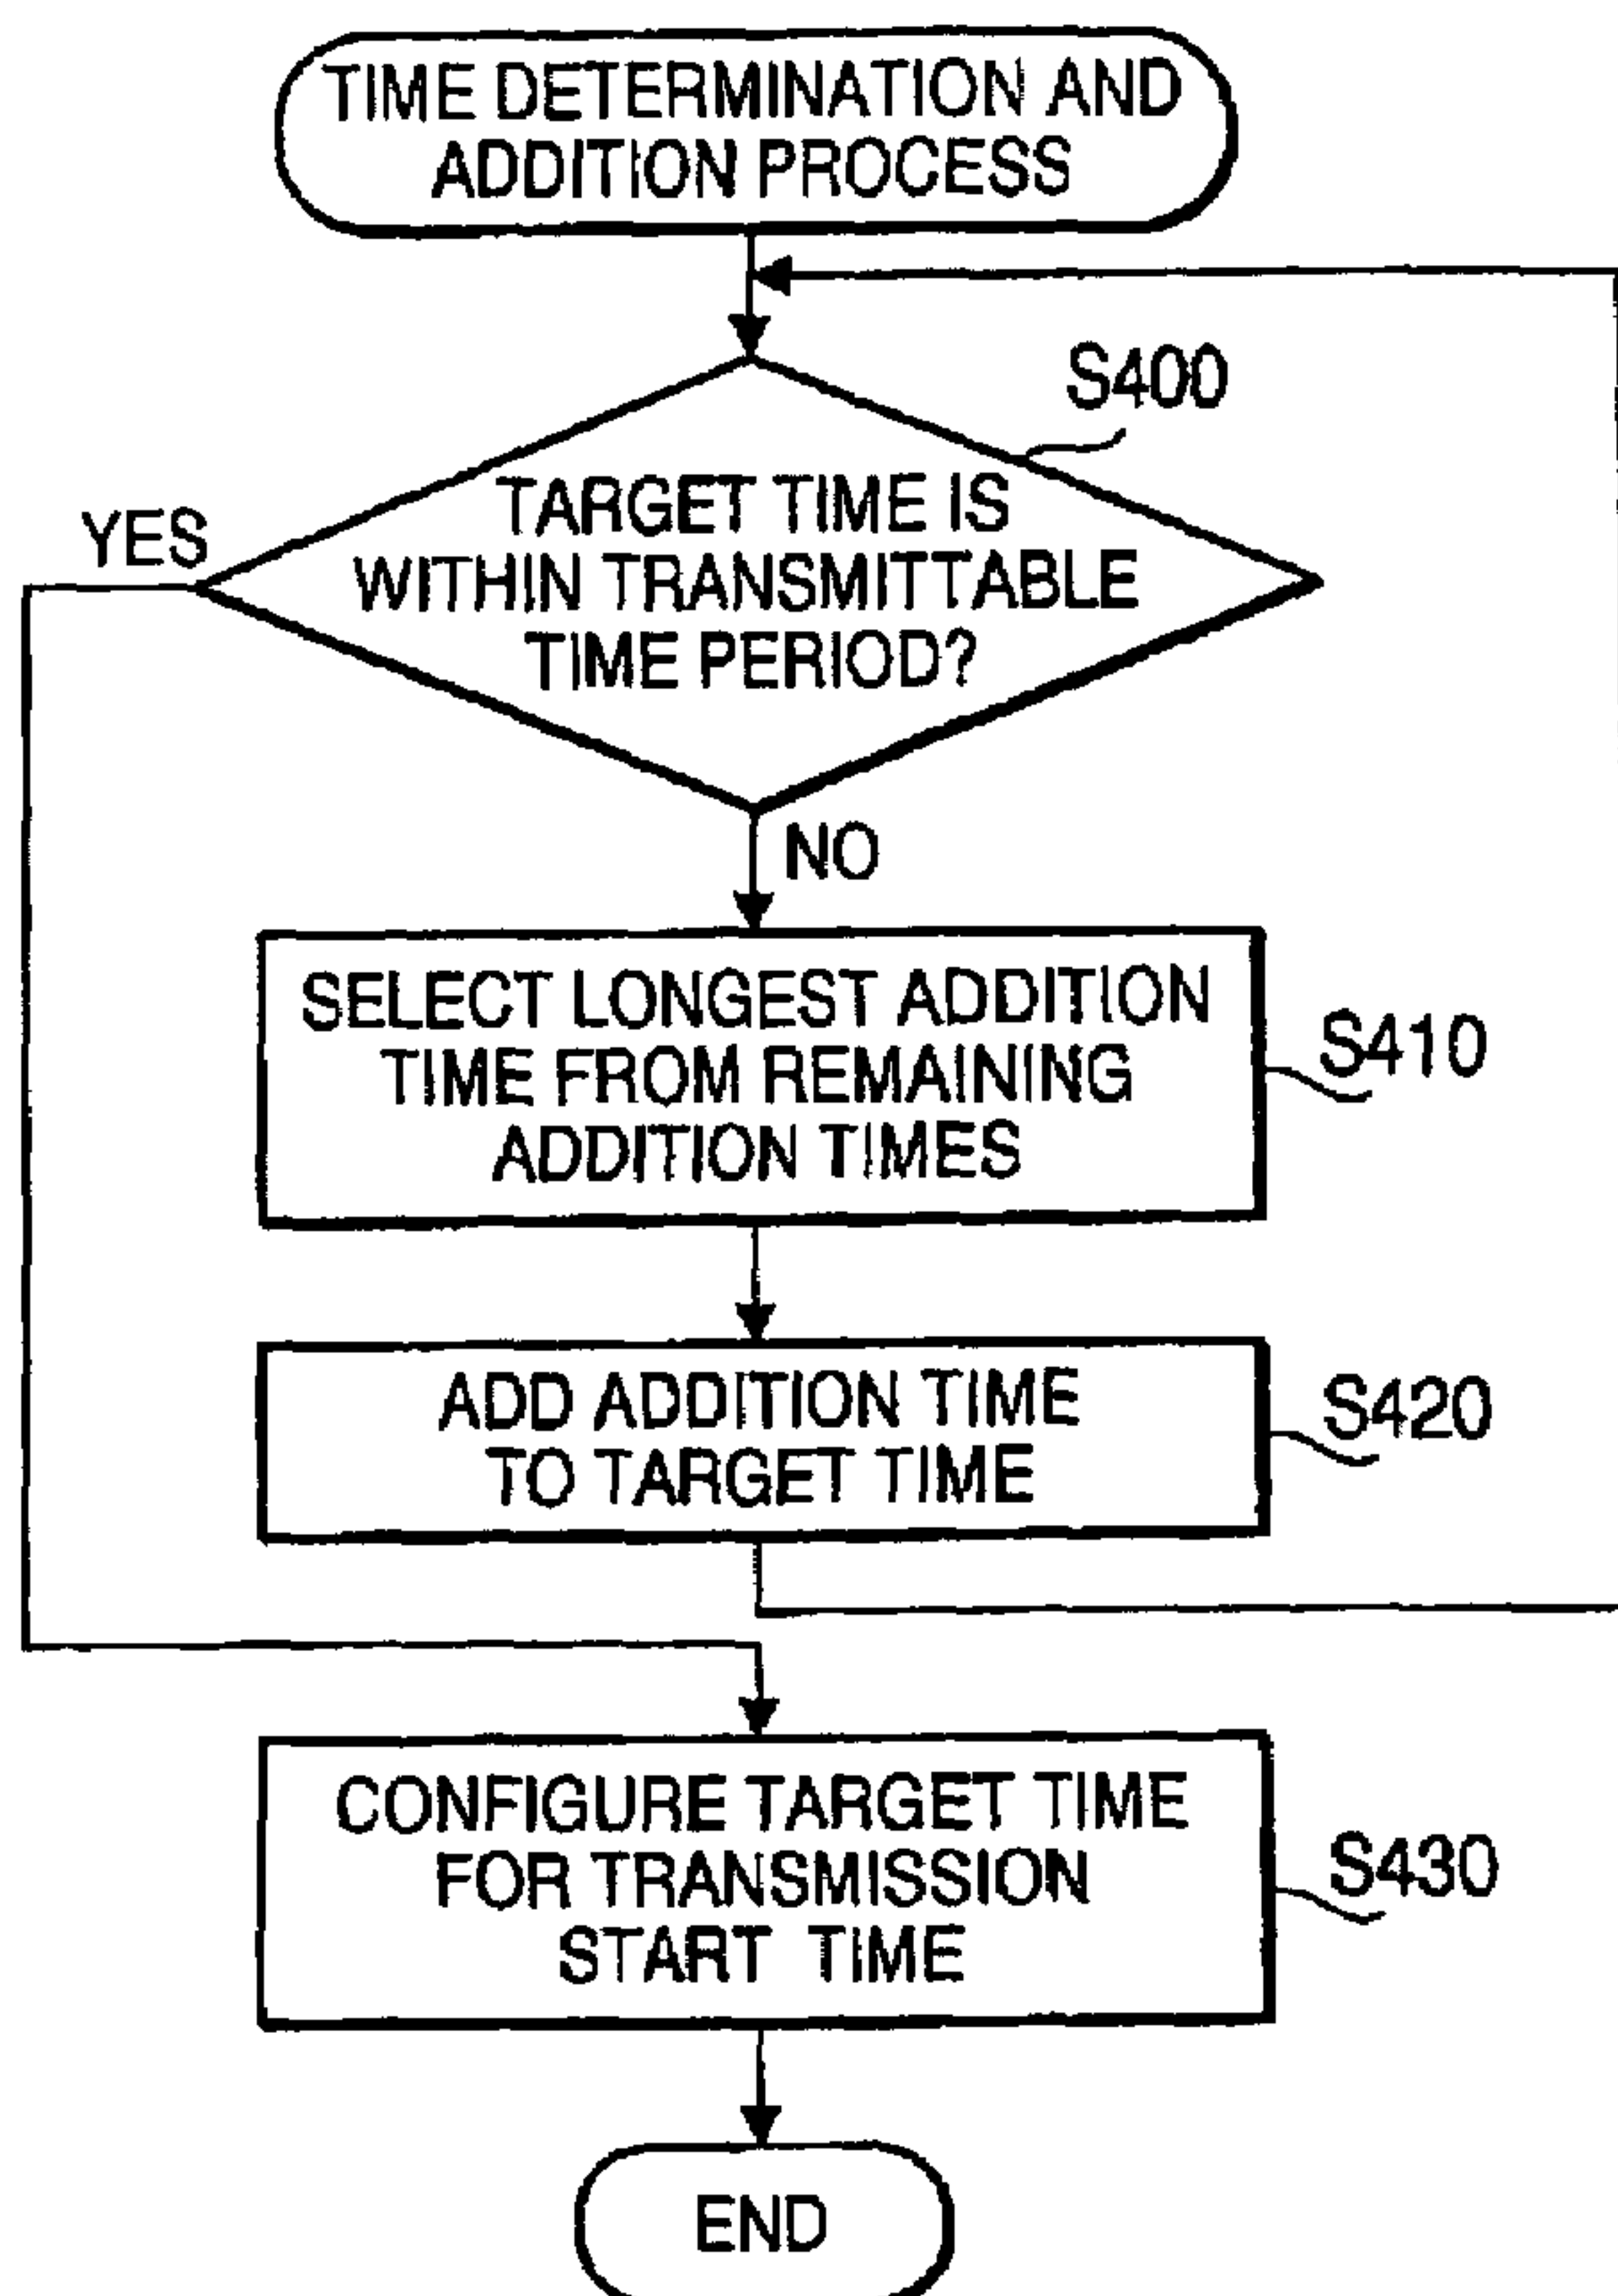 TIME DETERMINATION AND
ADDITION PROCESS
S400
TARGET TIME IS
WITHIN TRANSMITTABLE
TIME PERIOD?
YES
NO
SELECT LONGEST ADDITION
TIME FROM REMAINING
ADDITION TIMES
S410
ADD ADDITION TIME
TO TARGET TIME
S420
CONFIGURE TARGET TIME
FOR TRANSMISSION
START TIME
S430
END